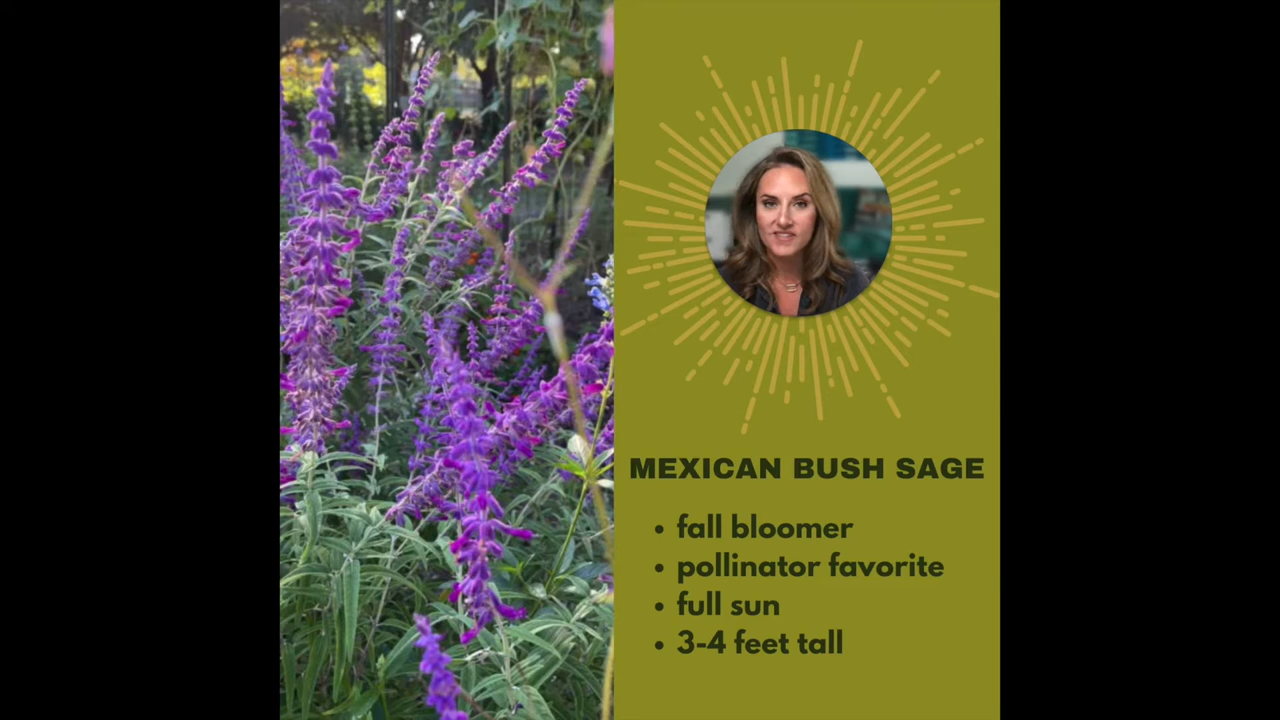 MEXICAN BUSH SAGE
• fall bloomer
• pollinator favorite
• full sun
• 3-4 feet tall